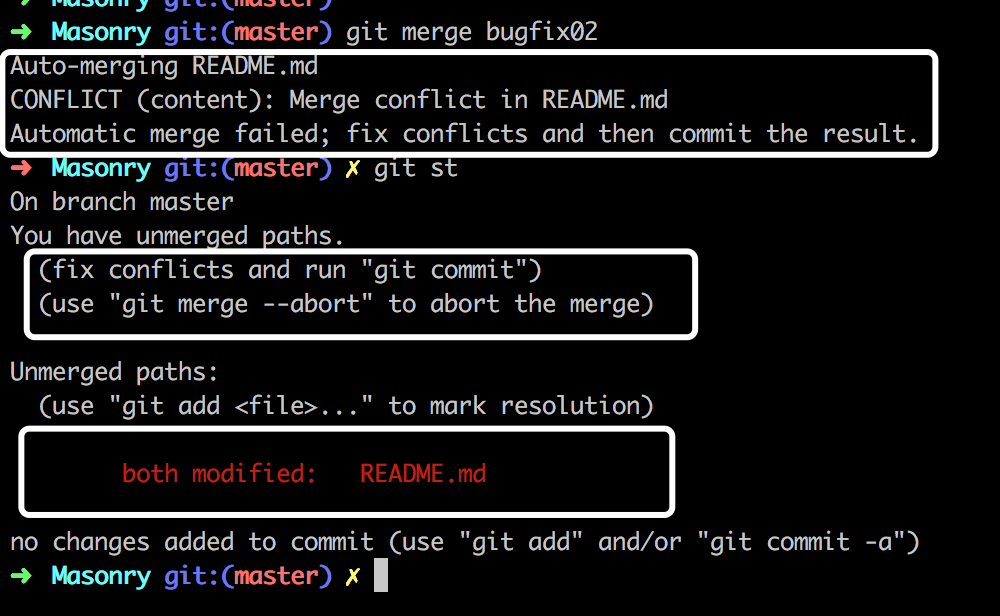 ➜ Masonry git:(master)
➜ Masonry git:(master) git merge bugfix02
Auto-merging README.md
CONFLICT (content): Merge conflict in README.md
Automatic merge failed; fix conflicts and then commit the result.
➜ Masonry git:(master) ✗ git st
On branch master
You have unmerged paths.
(fix conflicts and run "git commit")
(use "git merge --abort" to abort the merge)
Unmerged paths:
(use "git add <file>..." to mark resolution)
both modified: README.md
no changes added to commit (use "git add" and/or "git commit -a")
➜ Masonry git:(master) ✗